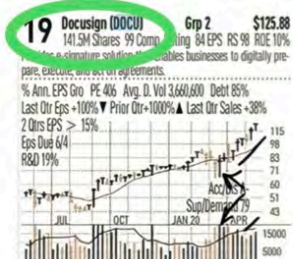 19 Docusign (DOCU) Grp 2 $125.88
141.5M Shares 99 Comp Rating 84 EPS RS 98 ROE 10%
Provides e-signature solution that enables businesses to digitally pre-
pare, execute, and act on agreements.
% Ann. EPS Gro PE 406 Avg. D. Vol 3,660,600 Debt 85%
Last Qtr Eps +100% ▼ Prior Qtr +1000% ▲ Last Qtr Sales +38%
2 Qtrs EPS > 15%
Eps Due 6/4
R&D 19%
115
98
83
71
60
51
43
Acc/Dis
Sup/Demand 79
JUL OCT JAN 20 APR
15000
5000